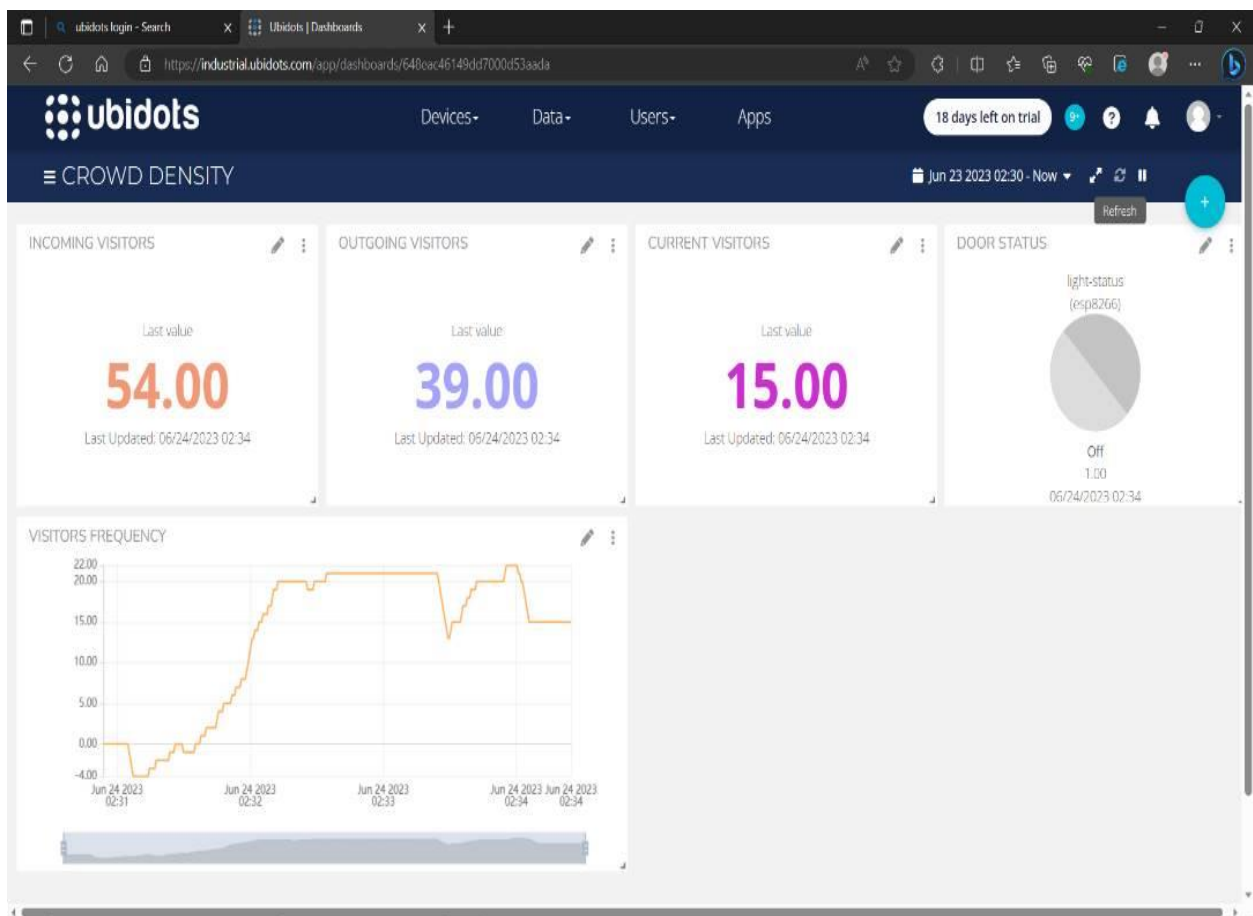 ubidots login - Search
Ubidots | Dashboards
https://industrial.ubidots.com/app/dashboards/648eac46149dd7000d53aada
ubidots
Devices
Data
Users
Apps
18 days left on trial
9+
?
CROWD DENSITY
Jun 23 2023 02:30 - Now
Refresh
INCOMING VISITORS
Last value
54.00
Last Updated: 06/24/2023 02:34
OUTGOING VISITORS
Last value
39.00
Last Updated: 06/24/2023 02:34
CURRENT VISITORS
Last value
15.00
Last Updated: 06/24/2023 02:34
DOOR STATUS
light-status
(esp8266)
Off
1.00
06/24/2023 02:34
VISITORS FREQUENCY
22.00
20.00
15.00
10.00
5.00
0.00
-4.00
Jun 24 2023
02:31
Jun 24 2023
02:32
Jun 24 2023
02:33
Jun 24 2023
02:34
Jun 24 2023
02:34